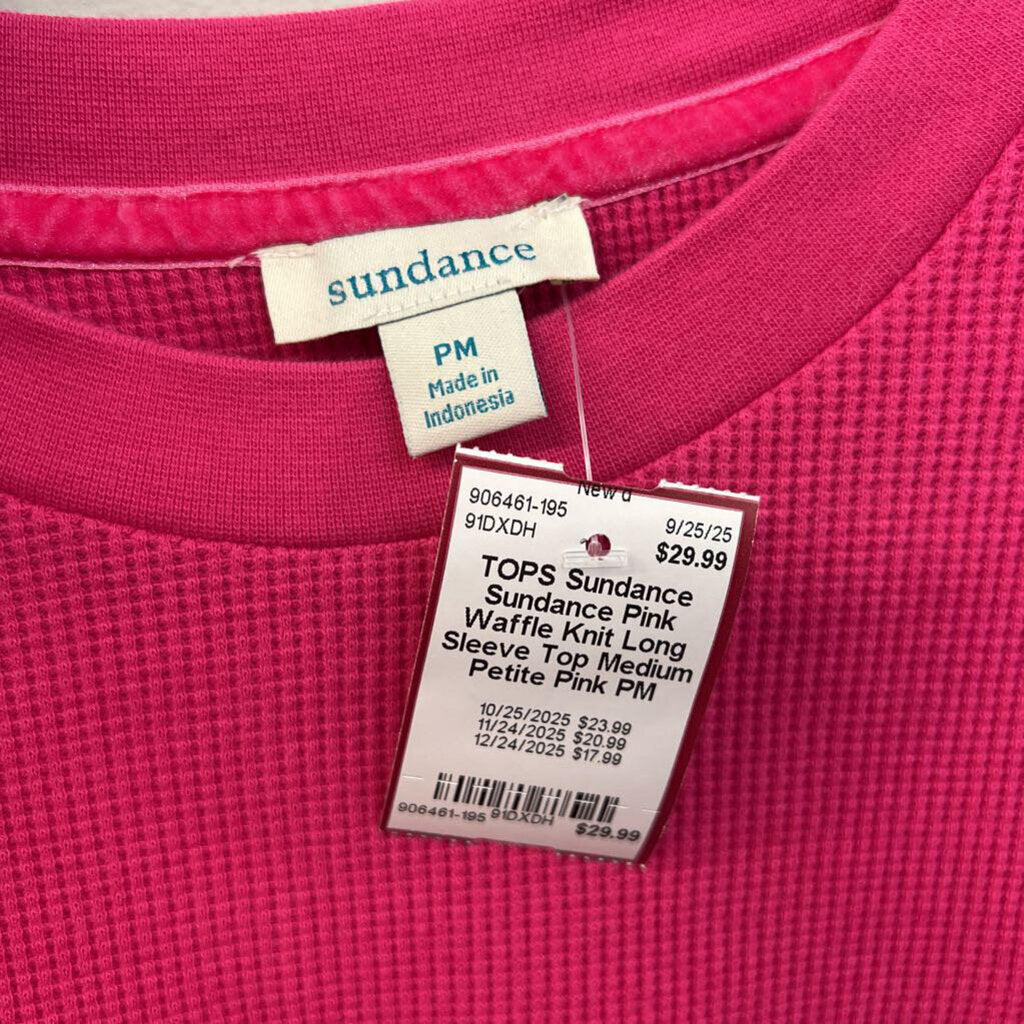 sundance
PM
Made in
Indonesia
New d
906461-195
9/25/25
91DXDH
$29.99
TOPS Sundance
Sundance Pink
Waffle Knit Long
Sleeve Top Medium
Petite Pink PM
10/25/2025 $23.99
11/24/2025 $20.99
12/24/2025 $17.99
906461-195 91DXDH $29.99